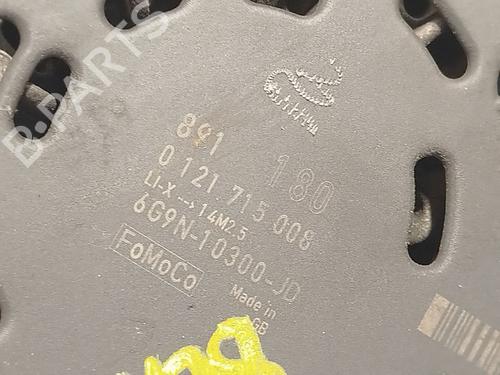 B-PARTS
891 180
0 121 715 008
LI-X --> 14M2.5
6G9N-10300-JD
FoMoCo
Made in
GB